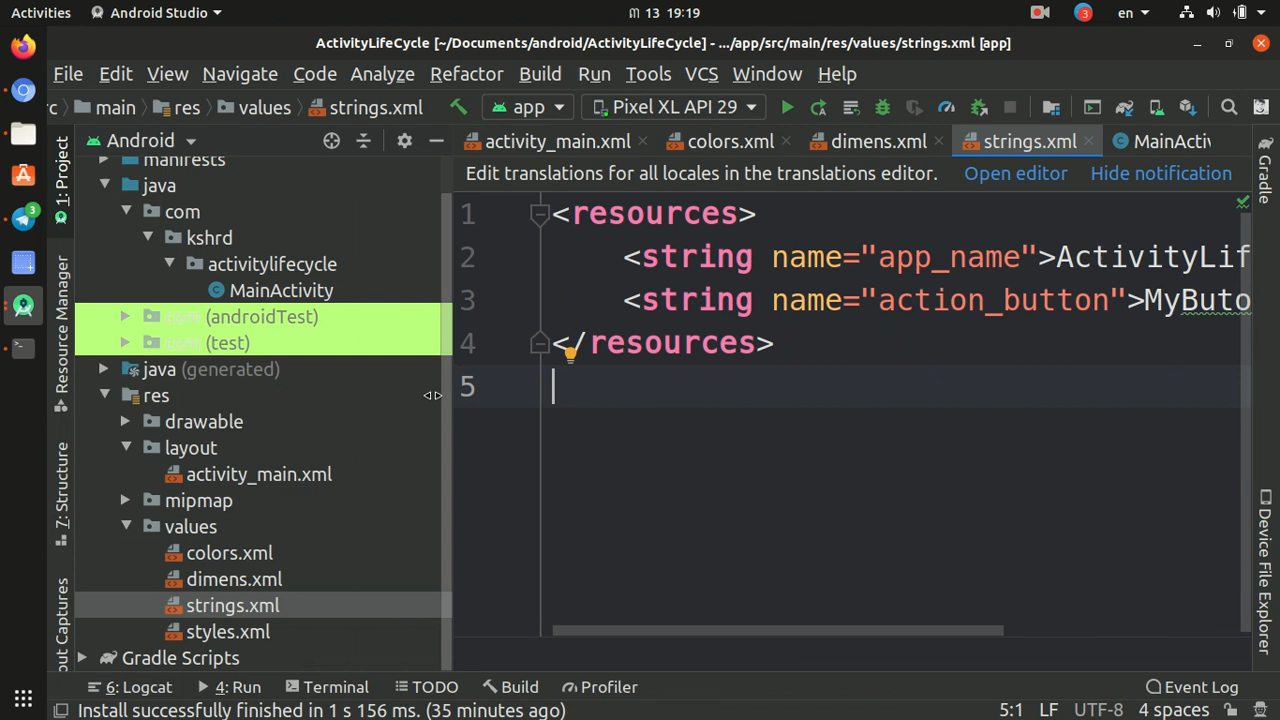 Activities Android Studio ສ 13 19:19 3 en
ActivityLifeCycle [~/Documents/android/ActivityLifeCycle] - .../app/src/main/res/values/strings.xml [app]
File Edit View Navigate Code Analyze Refactor Build Run Tools VCS Window Help
main res values strings.xml app Pixel XL API 29
1: Project
Android activity_main.xml colors.xml dimens.xml strings.xml MainActivi
Gradle
manifests
Edit translations for all locales in the translations editor. Open editor Hide notification
java
com
kshrd
activitylifecycle
MainActivity
com (androidTest)
com (test)
java (generated)
res
drawable
layout
activity_main.xml
mipmap
values
colors.xml
dimens.xml
strings.xml
styles.xml
Gradle Scripts
3
Resource Manager
7: Structure
out Captures
1 <resources>
2 <string name="app_name">ActivityLif
3 <string name="action_button">MyButo
4 </resources>
5
Device File Explorer
6: Logcat 4: Run Terminal TODO Build Profiler Event Log
Install successfully finished in 1 s 156 ms. (35 minutes ago) 5:1 LF UTF-8 4 spaces